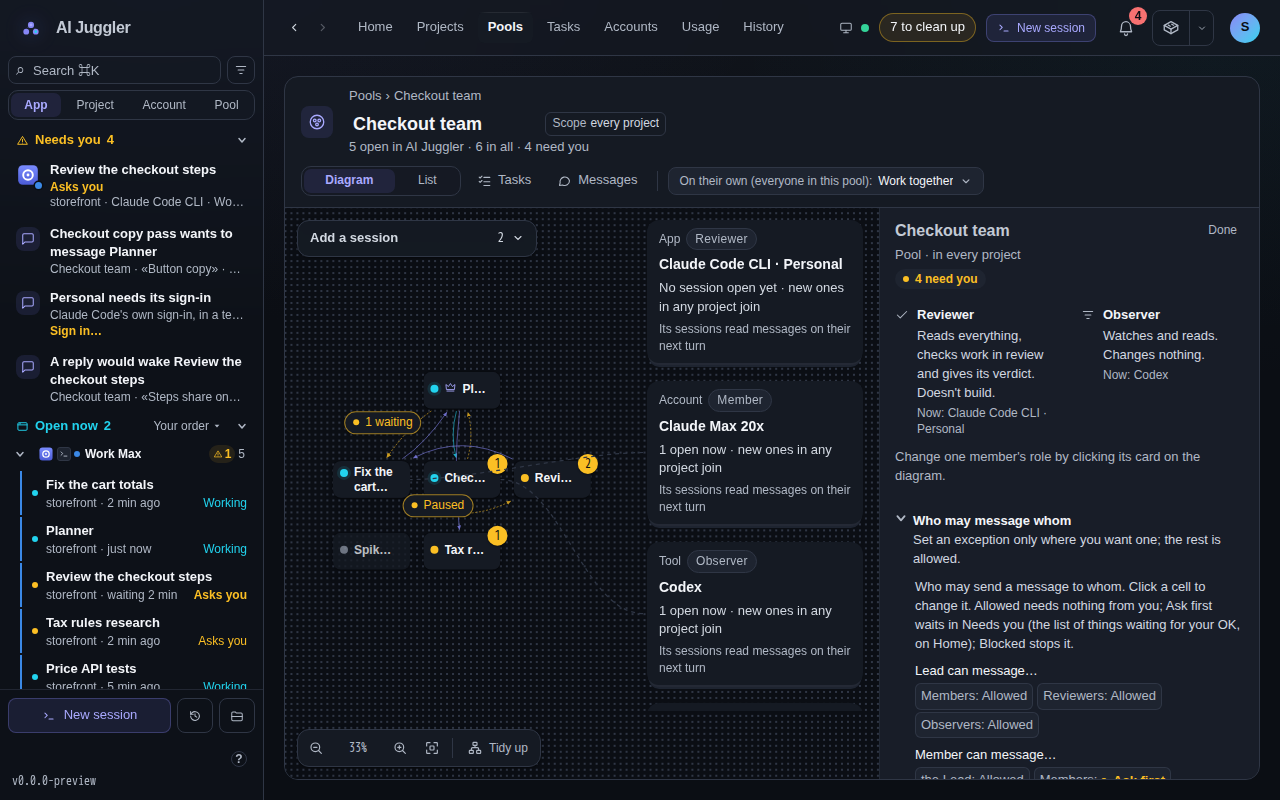 AI Juggler
Search ⌘K
App
Project
Account
Pool
Needs you 4
Review the checkout steps
Asks you
storefront · Claude Code CLI · Wo…
Checkout copy pass wants to
message Planner
Checkout team · «Button copy» · …
Personal needs its sign-in
Claude Code's own sign-in, in a te…
Sign in…
A reply would wake Review the
checkout steps
Checkout team · «Steps share on…
Open now 2
Your order
Work Max
1
5
Fix the cart totals
storefront · 2 min ago
Working
Planner
storefront · just now
Working
Review the checkout steps
storefront · waiting 2 min
Asks you
Tax rules research
storefront · 2 min ago
Asks you
Price API tests
storefront · 5 min ago
Working
New session
?
v0.0.0-preview
Home
Projects
Pools
Tasks
Accounts
Usage
History
7 to clean up
New session
4
S
Pools › Checkout team
Checkout team
Scope every project
5 open in AI Juggler · 6 in all · 4 need you
Diagram
List
Tasks
Messages
On their own (everyone in this pool): Work together
Add a session
2
Pl…
1 waiting
Fix the
cart…
Chec…
1
Revi…
2
Paused
Spik…
Tax r…
1
33%
Tidy up
App
Reviewer
Claude Code CLI · Personal
No session open yet · new ones
in any project join
Its sessions read messages on their
next turn
Account
Member
Claude Max 20x
1 open now · new ones in any
project join
Its sessions read messages on their
next turn
Tool
Observer
Codex
1 open now · new ones in any
project join
Its sessions read messages on their
next turn
Checkout team
Done
Pool · in every project
4 need you
Reviewer
Reads everything,
checks work in review
and gives its verdict.
Doesn't build.
Now: Claude Code CLI ·
Personal
Observer
Watches and reads.
Changes nothing.
Now: Codex
Change one member's role by clicking its card on the
diagram.
Who may message whom
Set an exception only where you want one; the rest is
allowed.
Who may send a message to whom. Click a cell to
change it. Allowed needs nothing from you; Ask first
waits in Needs you (the list of things waiting for your OK,
on Home); Blocked stops it.
Lead can message…
Members: Allowed
Reviewers: Allowed
Observers: Allowed
Member can message…
the Lead: Allowed
Members: Ask first